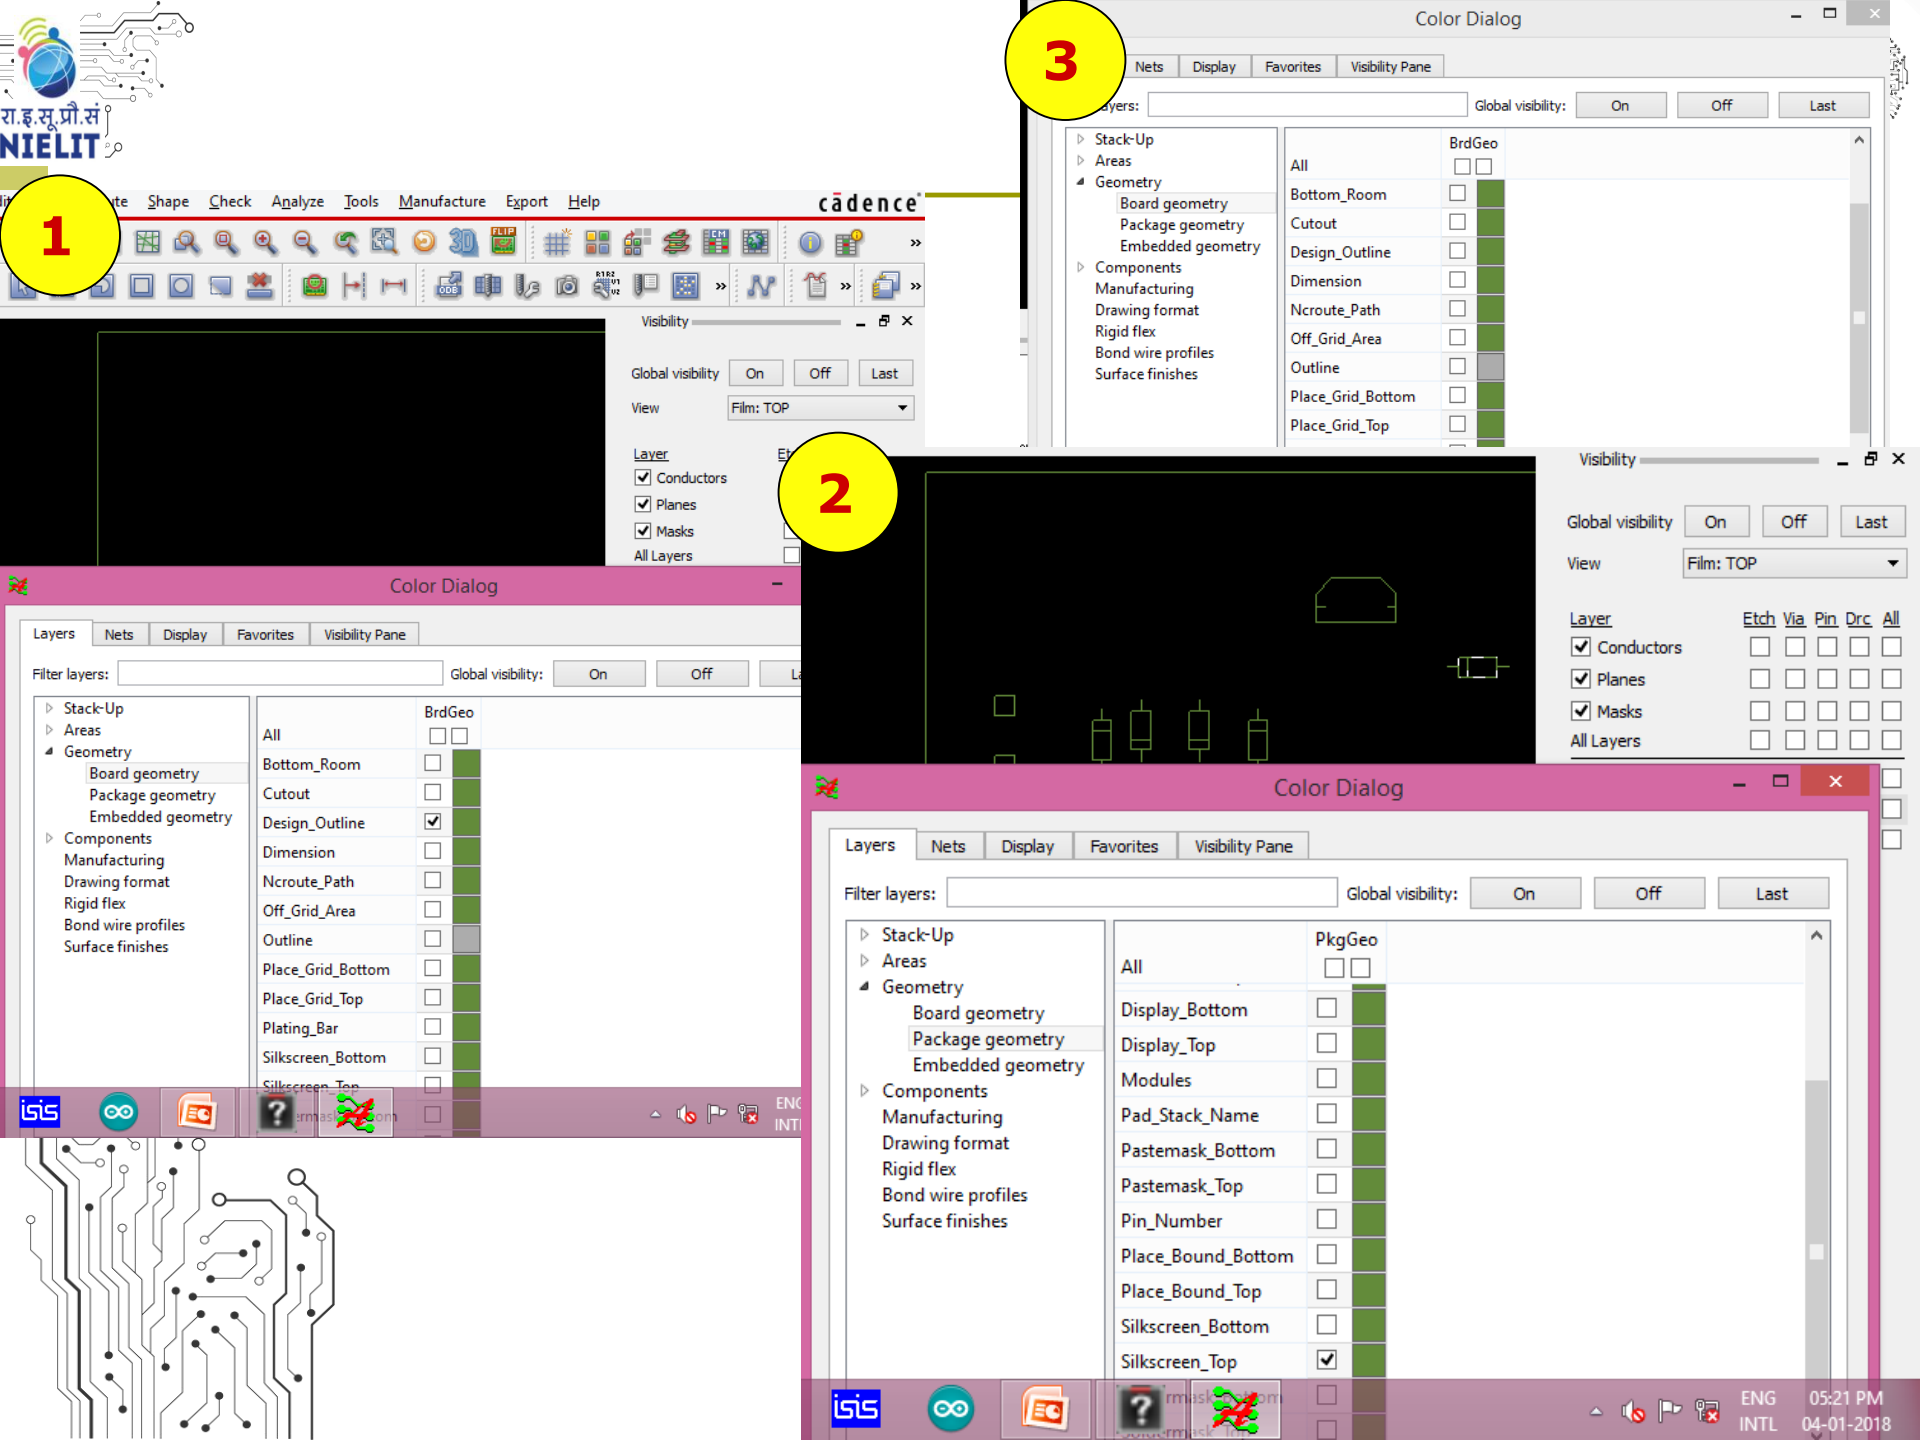 रा.इ.सू.प्रौ.सं
NIELIT
1
Shape Check Analyze Tools Manufacture Export Help
cādence
Visibility
Global visibility On Off Last
View Film: TOP
Layer
Conductors
Planes
Masks
All Layers
Color Dialog
Layers Nets Display Favorites Visibility Pane
Filter layers: Global visibility: On Off
Stack-Up
Areas
Geometry
Board geometry
Package geometry
Embedded geometry
Components
Manufacturing
Drawing format
Rigid flex
Bond wire profiles
Surface finishes
BrdGeo
All
Bottom_Room
Cutout
Design_Outline
Dimension
Ncroute_Path
Off_Grid_Area
Outline
Place_Grid_Bottom
Place_Grid_Top
Plating_Bar
Silkscreen_Bottom
Silkscreen_Top
isis
ENG
INTL
2
Visibility
Global visibility On Off Last
View Film: TOP
Layer Etch Via Pin Drc All
Conductors
Planes
Masks
All Layers
Color Dialog
Layers Nets Display Favorites Visibility Pane
Filter layers: Global visibility: On Off Last
Stack-Up
Areas
Geometry
Board geometry
Package geometry
Embedded geometry
Components
Manufacturing
Drawing format
Rigid flex
Bond wire profiles
Surface finishes
PkgGeo
All
Display_Bottom
Display_Top
Modules
Pad_Stack_Name
Pastemask_Bottom
Pastemask_Top
Pin_Number
Place_Bound_Bottom
Place_Bound_Top
Silkscreen_Bottom
Silkscreen_Top
isis
ENG 05:21 PM
INTL 04-01-2018
3
Color Dialog
Nets Display Favorites Visibility Pane
Global visibility: On Off Last
Stack-Up
Areas
Geometry
Board geometry
Package geometry
Embedded geometry
Components
Manufacturing
Drawing format
Rigid flex
Bond wire profiles
Surface finishes
BrdGeo
All
Bottom_Room
Cutout
Design_Outline
Dimension
Ncroute_Path
Off_Grid_Area
Outline
Place_Grid_Bottom
Place_Grid_Top